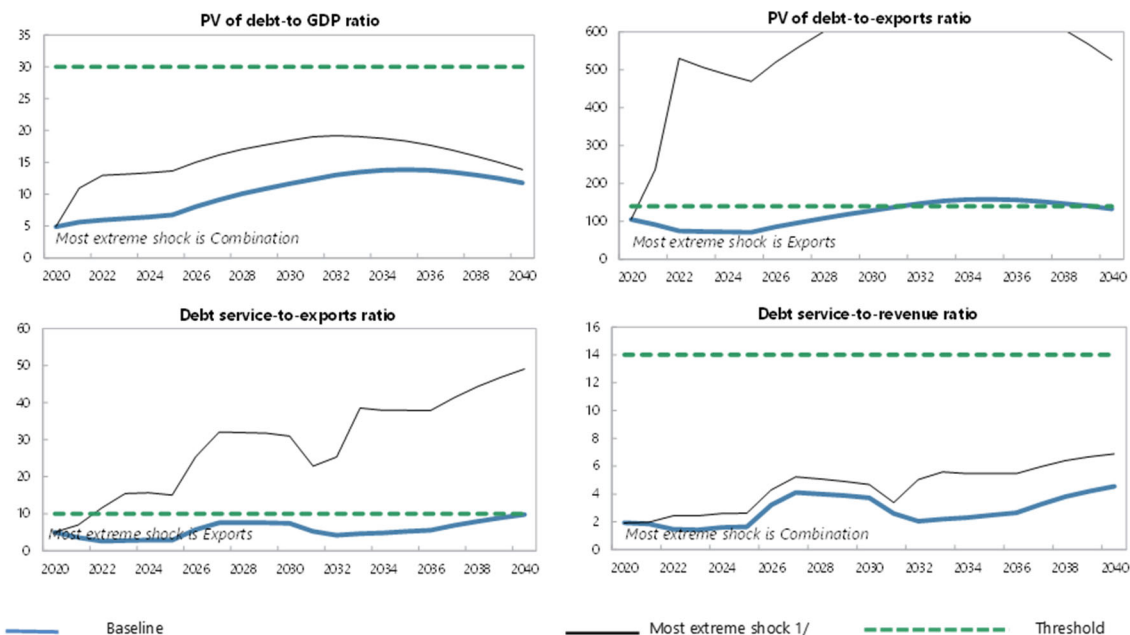 PV of debt-to GDP ratio
35
30
25
20
15
10
5
0
Most extreme shock is Combination
2020 2022 2024 2026 2028 2030 2032 2034 2036 2038 2040
PV of debt-to-exports ratio
600
500
400
300
200
100
0
Most extreme shock is Exports
2020 2022 2024 2026 2028 2030 2032 2034 2036 2038 2040
Debt service-to-exports ratio
60
50
40
30
20
10
0
Most extreme shock is Exports
2020 2022 2024 2026 2028 2030 2032 2034 2036 2038 2040
Debt service-to-revenue ratio
16
14
12
10
8
6
4
2
0
Most extreme shock is Combination
2020 2022 2024 2026 2028 2030 2032 2034 2036 2038 2040
Baseline Most extreme shock 1/ Threshold